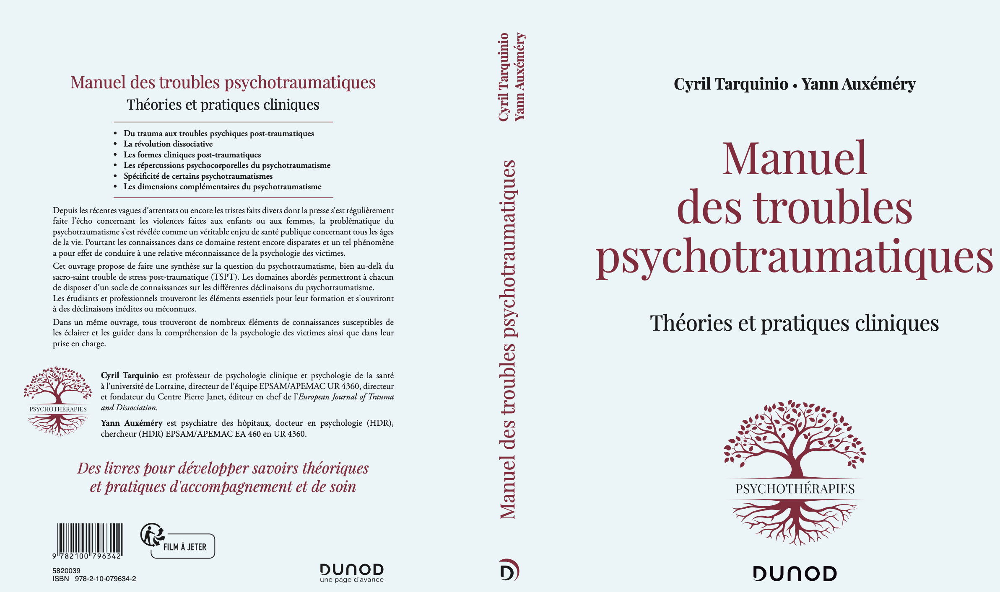 Manuel des troubles psychotraumatiques
Théories et pratiques cliniques
• Du trauma aux troubles psychiques post-traumatiques
• La révolution dissociative
• Les formes cliniques post-traumatiques
• Les répercussions psychocorporelles du psychotraumatisme
• Spécificité de certains psychotraumatismes
• Les dimensions complémentaires du psychotraumatisme
Depuis les récentes vagues d’attentats ou encore les tristes faits divers dont la presse s’est régulièrement
faite l’écho concernant les violences faites aux enfants ou aux femmes, la problématique du
psychotraumatisme s’est révélée comme un véritable enjeu de santé publique concernant tous les âges
de la vie. Pourtant les connaissances dans ce domaine restent encore disparates et un tel phénomène
a pour effet de conduire à une relative méconnaissance de la psychologie des victimes.
Cet ouvrage propose de faire une synthèse sur la question du psychotraumatisme, bien au-delà du
sacro-saint trouble de stress post-traumatique (TSPT). Les domaines abordés permettront à chacun
de disposer d’un socle de connaissances sur les différentes déclinaisons du psychotraumatisme.
Les étudiants et professionnels trouveront les éléments essentiels pour leur formation et s'ouvriront
à des déclinaisons inédites ou méconnues.
Dans un même ouvrage, tous trouveront de nombreux éléments de connaissances susceptibles de
les éclairer et les guider dans la compréhension de la psychologie des victimes ainsi que dans leur
prise en charge.
PSYCHOTHÉRAPIES
Cyril Tarquinio est professeur de psychologie clinique et psychologie de la santé
à l’université de Lorraine, directeur de l’équipe EPSAM/APEMAC UR 4360, directeur
et fondateur du Centre Pierre Janet, éditeur en chef de l’European Journal of Trauma
and Dissociation.
Yann Auxéméry est psychiatre des hôpitaux, docteur en psychologie (HDR),
chercheur (HDR) EPSAM/APEMAC EA 460 en UR 4360.
Des livres pour développer savoirs théoriques
et pratiques d'accompagnement et de soin
9 782100 796342
FILM À JETER
5820039
ISBN 978-2-10-079634-2
DUNOD
une page d’avance
Cyril Tarquinio
Yann Auxéméry
Manuel des troubles psychotraumatiques
D
Cyril Tarquinio • Yann Auxéméry
Manuel
des troubles
psychotraumatiques
Théories et pratiques cliniques
PSYCHOTHÉRAPIES
DUNOD